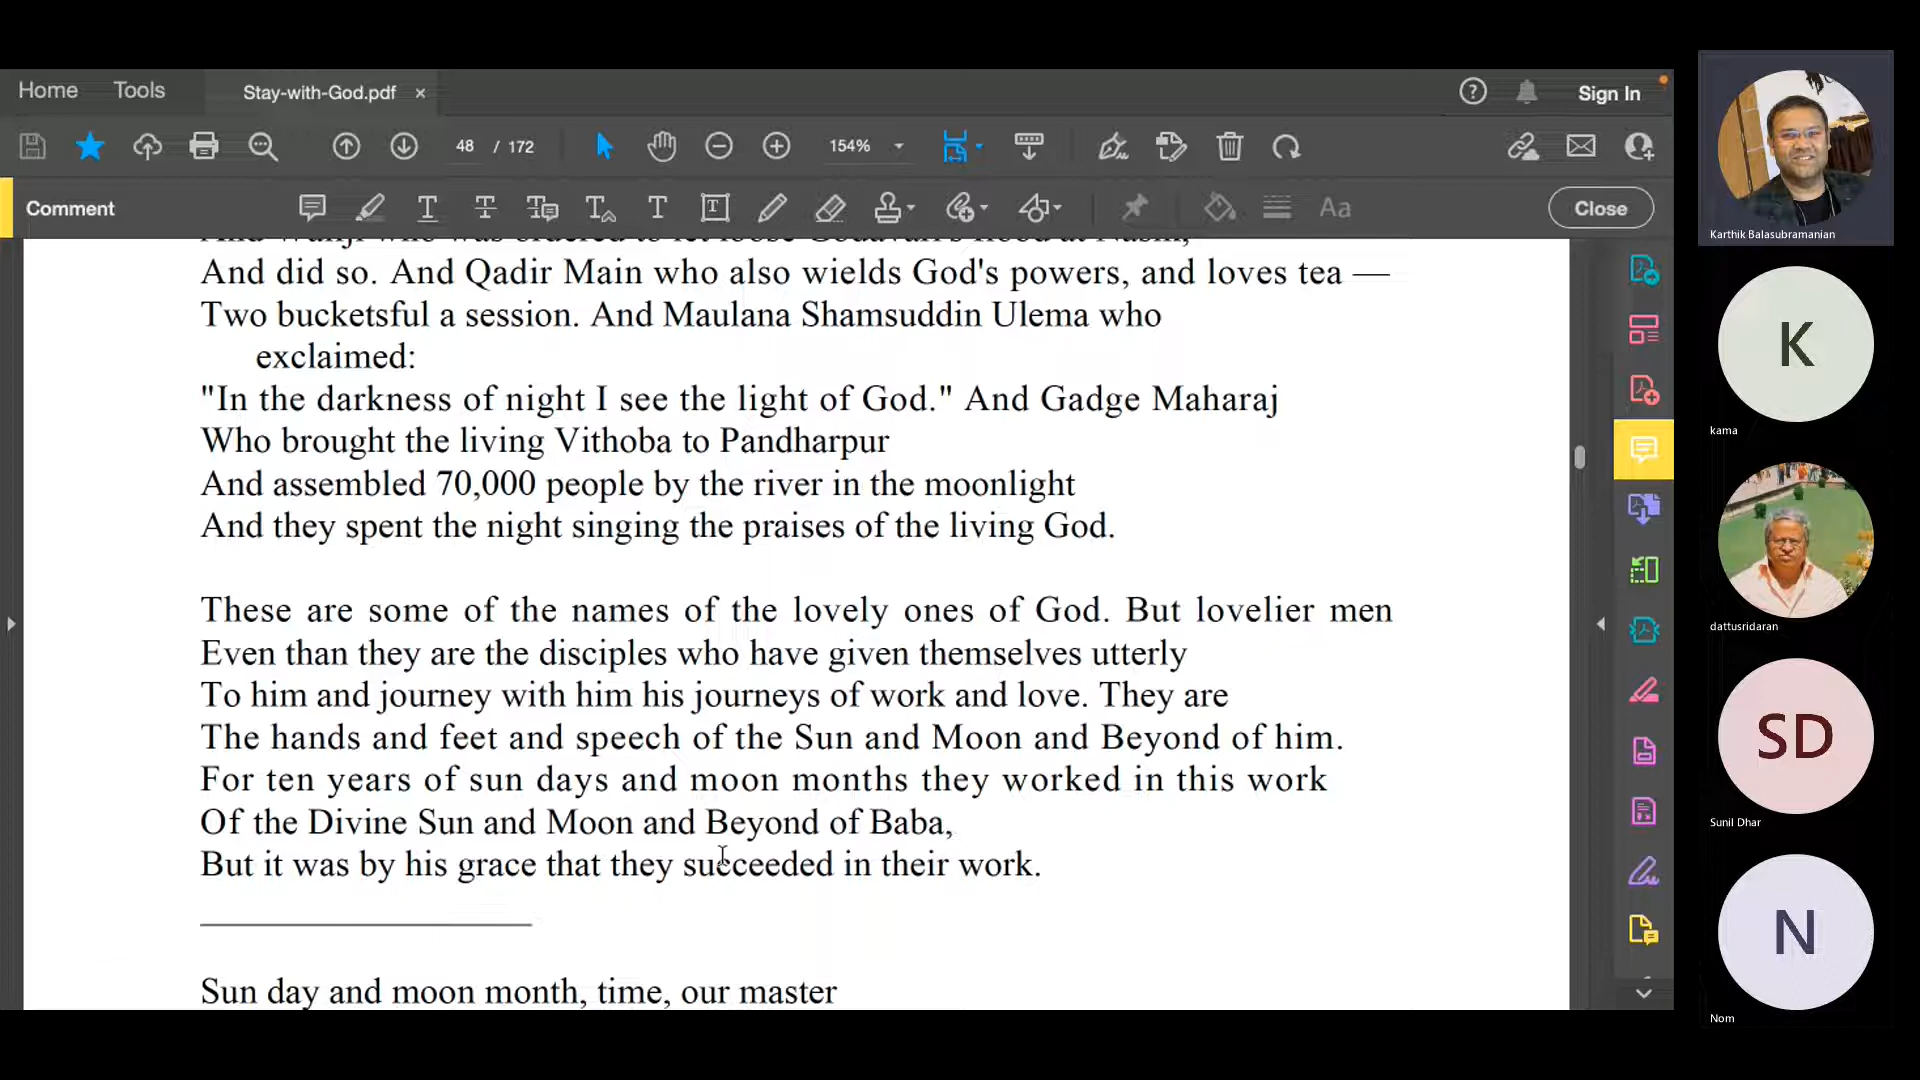 Home Tools Stay-with-God.pdf × Sign In
48 / 172 154%
Comment Close
And did so. And Qadir Main who also wields God's powers, and loves tea —
Two bucketsful a session. And Maulana Shamsuddin Ulema who
exclaimed:
"In the darkness of night I see the light of God." And Gadge Maharaj
Who brought the living Vithoba to Pandharpur
And assembled 70,000 people by the river in the moonlight
And they spent the night singing the praises of the living God.
These are some of the names of the lovely ones of God. But lovelier men
Even than they are the disciples who have given themselves utterly
To him and journey with him his journeys of work and love. They are
The hands and feet and speech of the Sun and Moon and Beyond of him.
For ten years of sun days and moon months they worked in this work
Of the Divine Sun and Moon and Beyond of Baba,
But it was by his grace that they succeeded in their work.
Sun day and moon month, time, our master
Karthik Balasubramanian
K
kama
dattusridaran
SD
Sunil Dhar
N
Nom